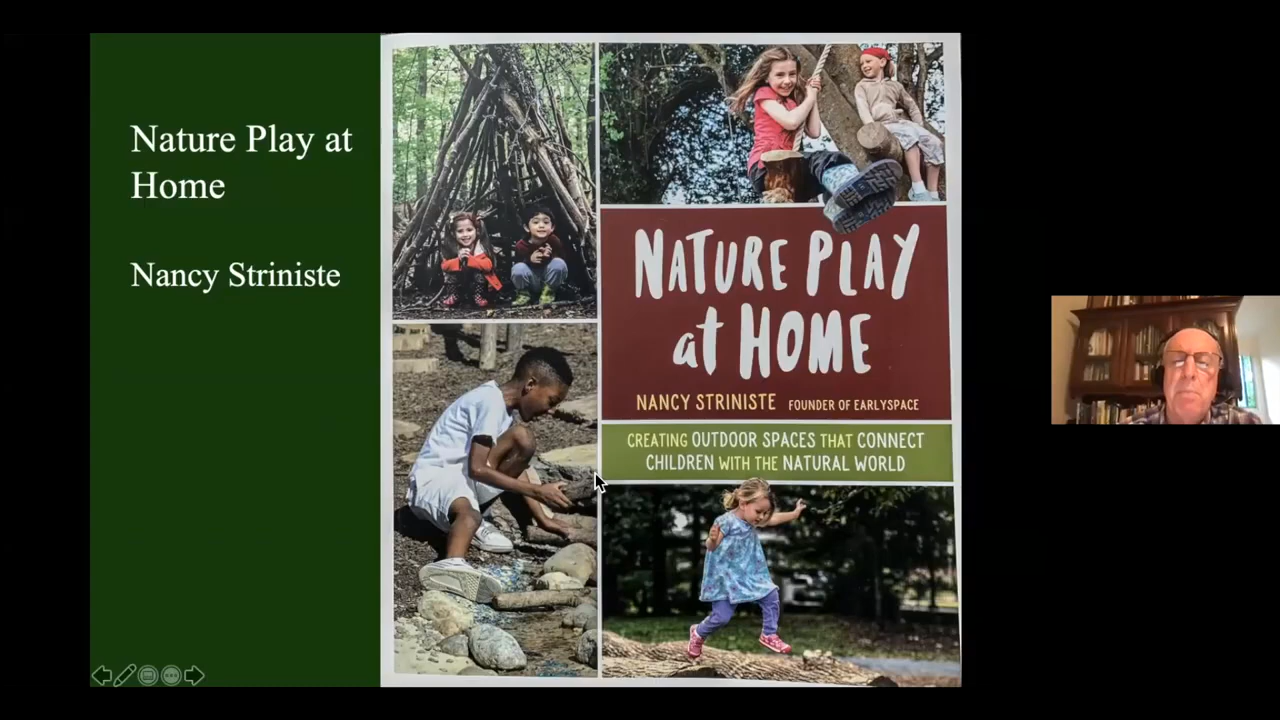 Nature Play at
Home
Nancy Striniste
NATURE PLAY
at HOME
NANCY STRINISTE FOUNDER OF EARLYSPACE
CREATING OUTDOOR SPACES THAT CONNECT
CHILDREN WITH THE NATURAL WORLD